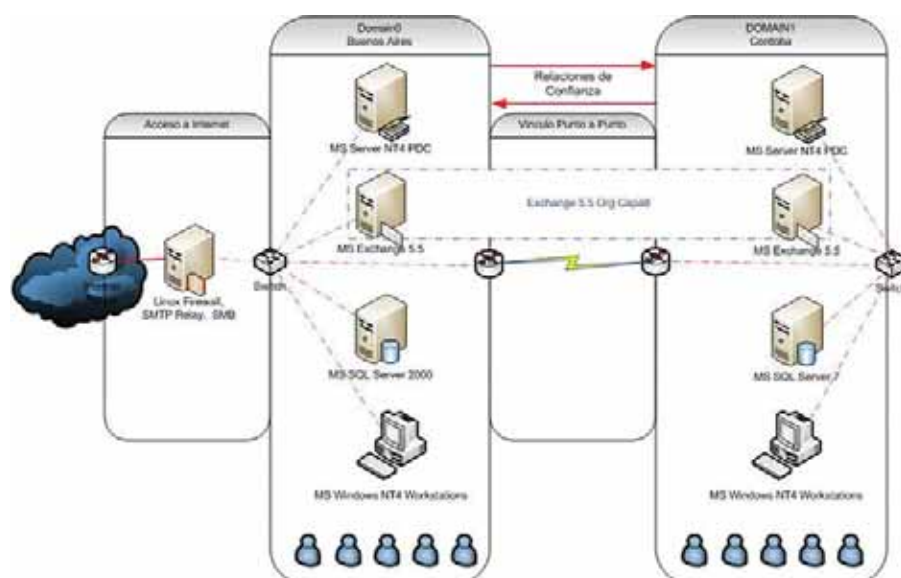 Domain0
Buenos Aires
DOMAIN1
Cordoba
Relaciones de
Confianza
Acceso a Internet
Vinculo Punto a Punto
MS Server NT4 PDC
MS Server NT4 PDC
Exchange 5.5 Org Capall
MS Exchange 5.5
MS Exchange 5.5
Switch
Switch
Linux Firewall,
SMTP Relay, SMB
MS SQL Server 2000
MS SQL Server 7
MS Windows NT4 Workstations
MS Windows NT4 Workstations